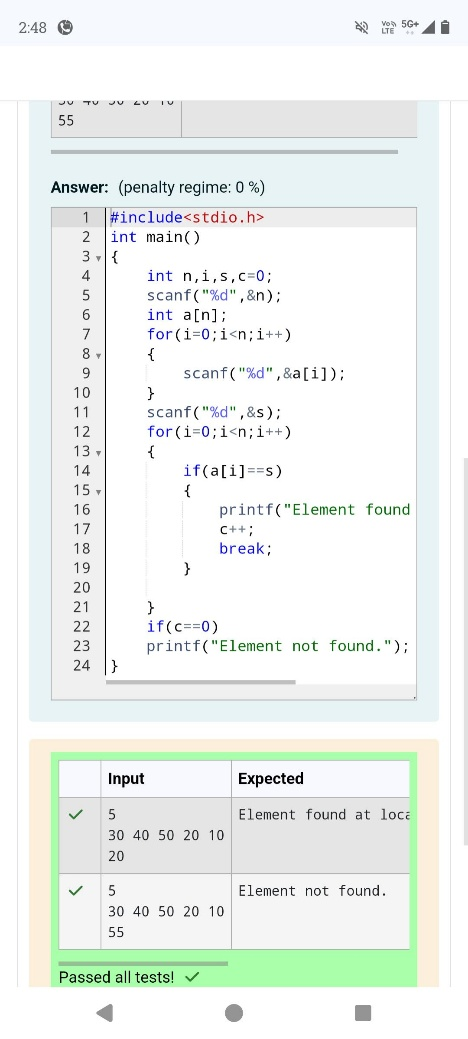 2:48
Vo)) LTE 5G+
55
Answer: (penalty regime: 0 %)
1 #include<stdio.h>
2 int main()
3 {
4 int n,i,s,c=0;
5 scanf("%d",&n);
6 int a[n];
7 for(i=0;i<n;i++)
8 {
9 scanf("%d",&a[i]);
10 }
11 scanf("%d",&s);
12 for(i=0;i<n;i++)
13 {
14 if(a[i]==s)
15 {
16 printf("Element found
17 c++;
18 break;
19 }
20
21 }
22 if(c==0)
23 printf("Element not found.");
24 }
Input Expected
5 Element found at loca
30 40 50 20 10
20
5 Element not found.
30 40 50 20 10
55
Passed all tests!